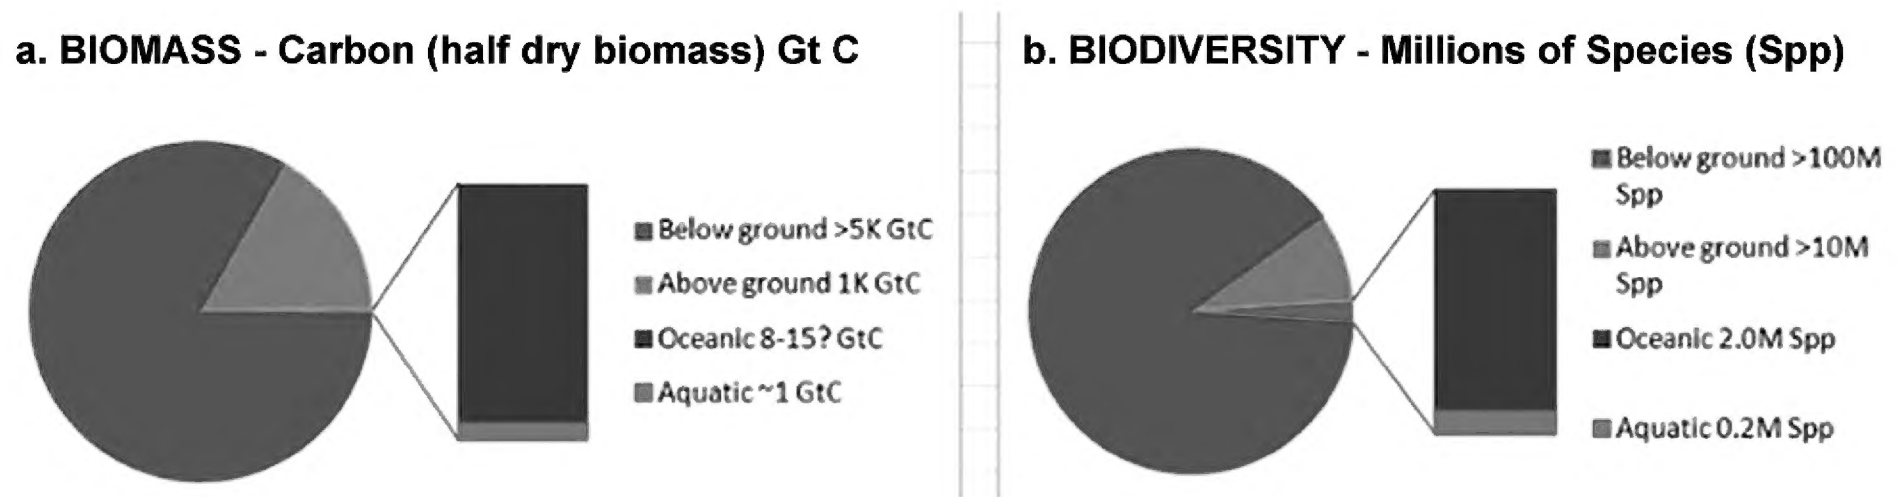 a. BIOMASS - Carbon (half dry biomass) Gt C
Below ground >5K GtC
Above ground 1K GtC
Oceanic 8-15? GtC
Aquatic ~1 GtC
b. BIODIVERSITY - Millions of Species (Spp)
Below ground >100M
Spp
Above ground >10M
Spp
Oceanic 2.0M Spp
Aquatic 0.2M Spp